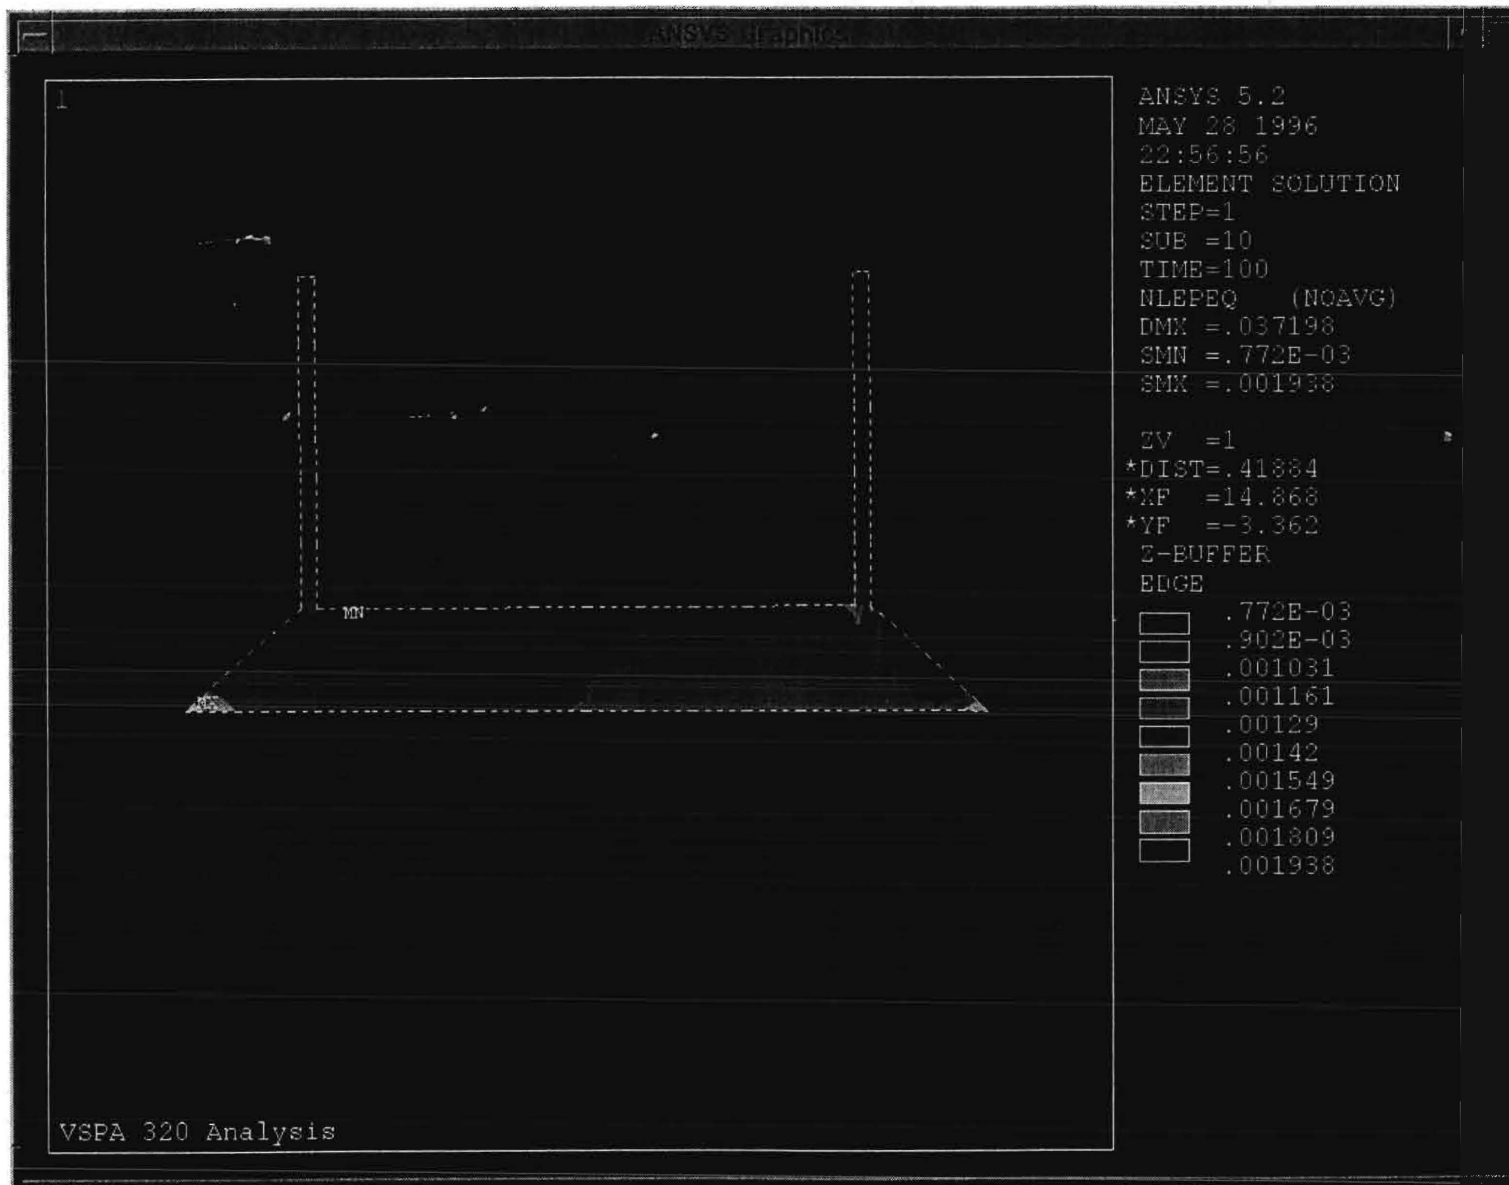 ANSYS Graphics
1
ANSYS 5.2
MAY 28 1996
22:56:56
ELEMENT SOLUTION
STEP=1
SUB =10
TIME=100
NLEPEQ (NOAVG)
DMX =.037198
SMN =.772E-03
SMX =.001938
ZV =1
*DIST=.41884
*XF =14.868
*YF =-3.362
Z-BUFFER
EDGE
.772E-03
.902E-03
.001031
.001161
.00129
.00142
.001549
.001679
.001809
.001938
MN
VSPA 320 Analysis